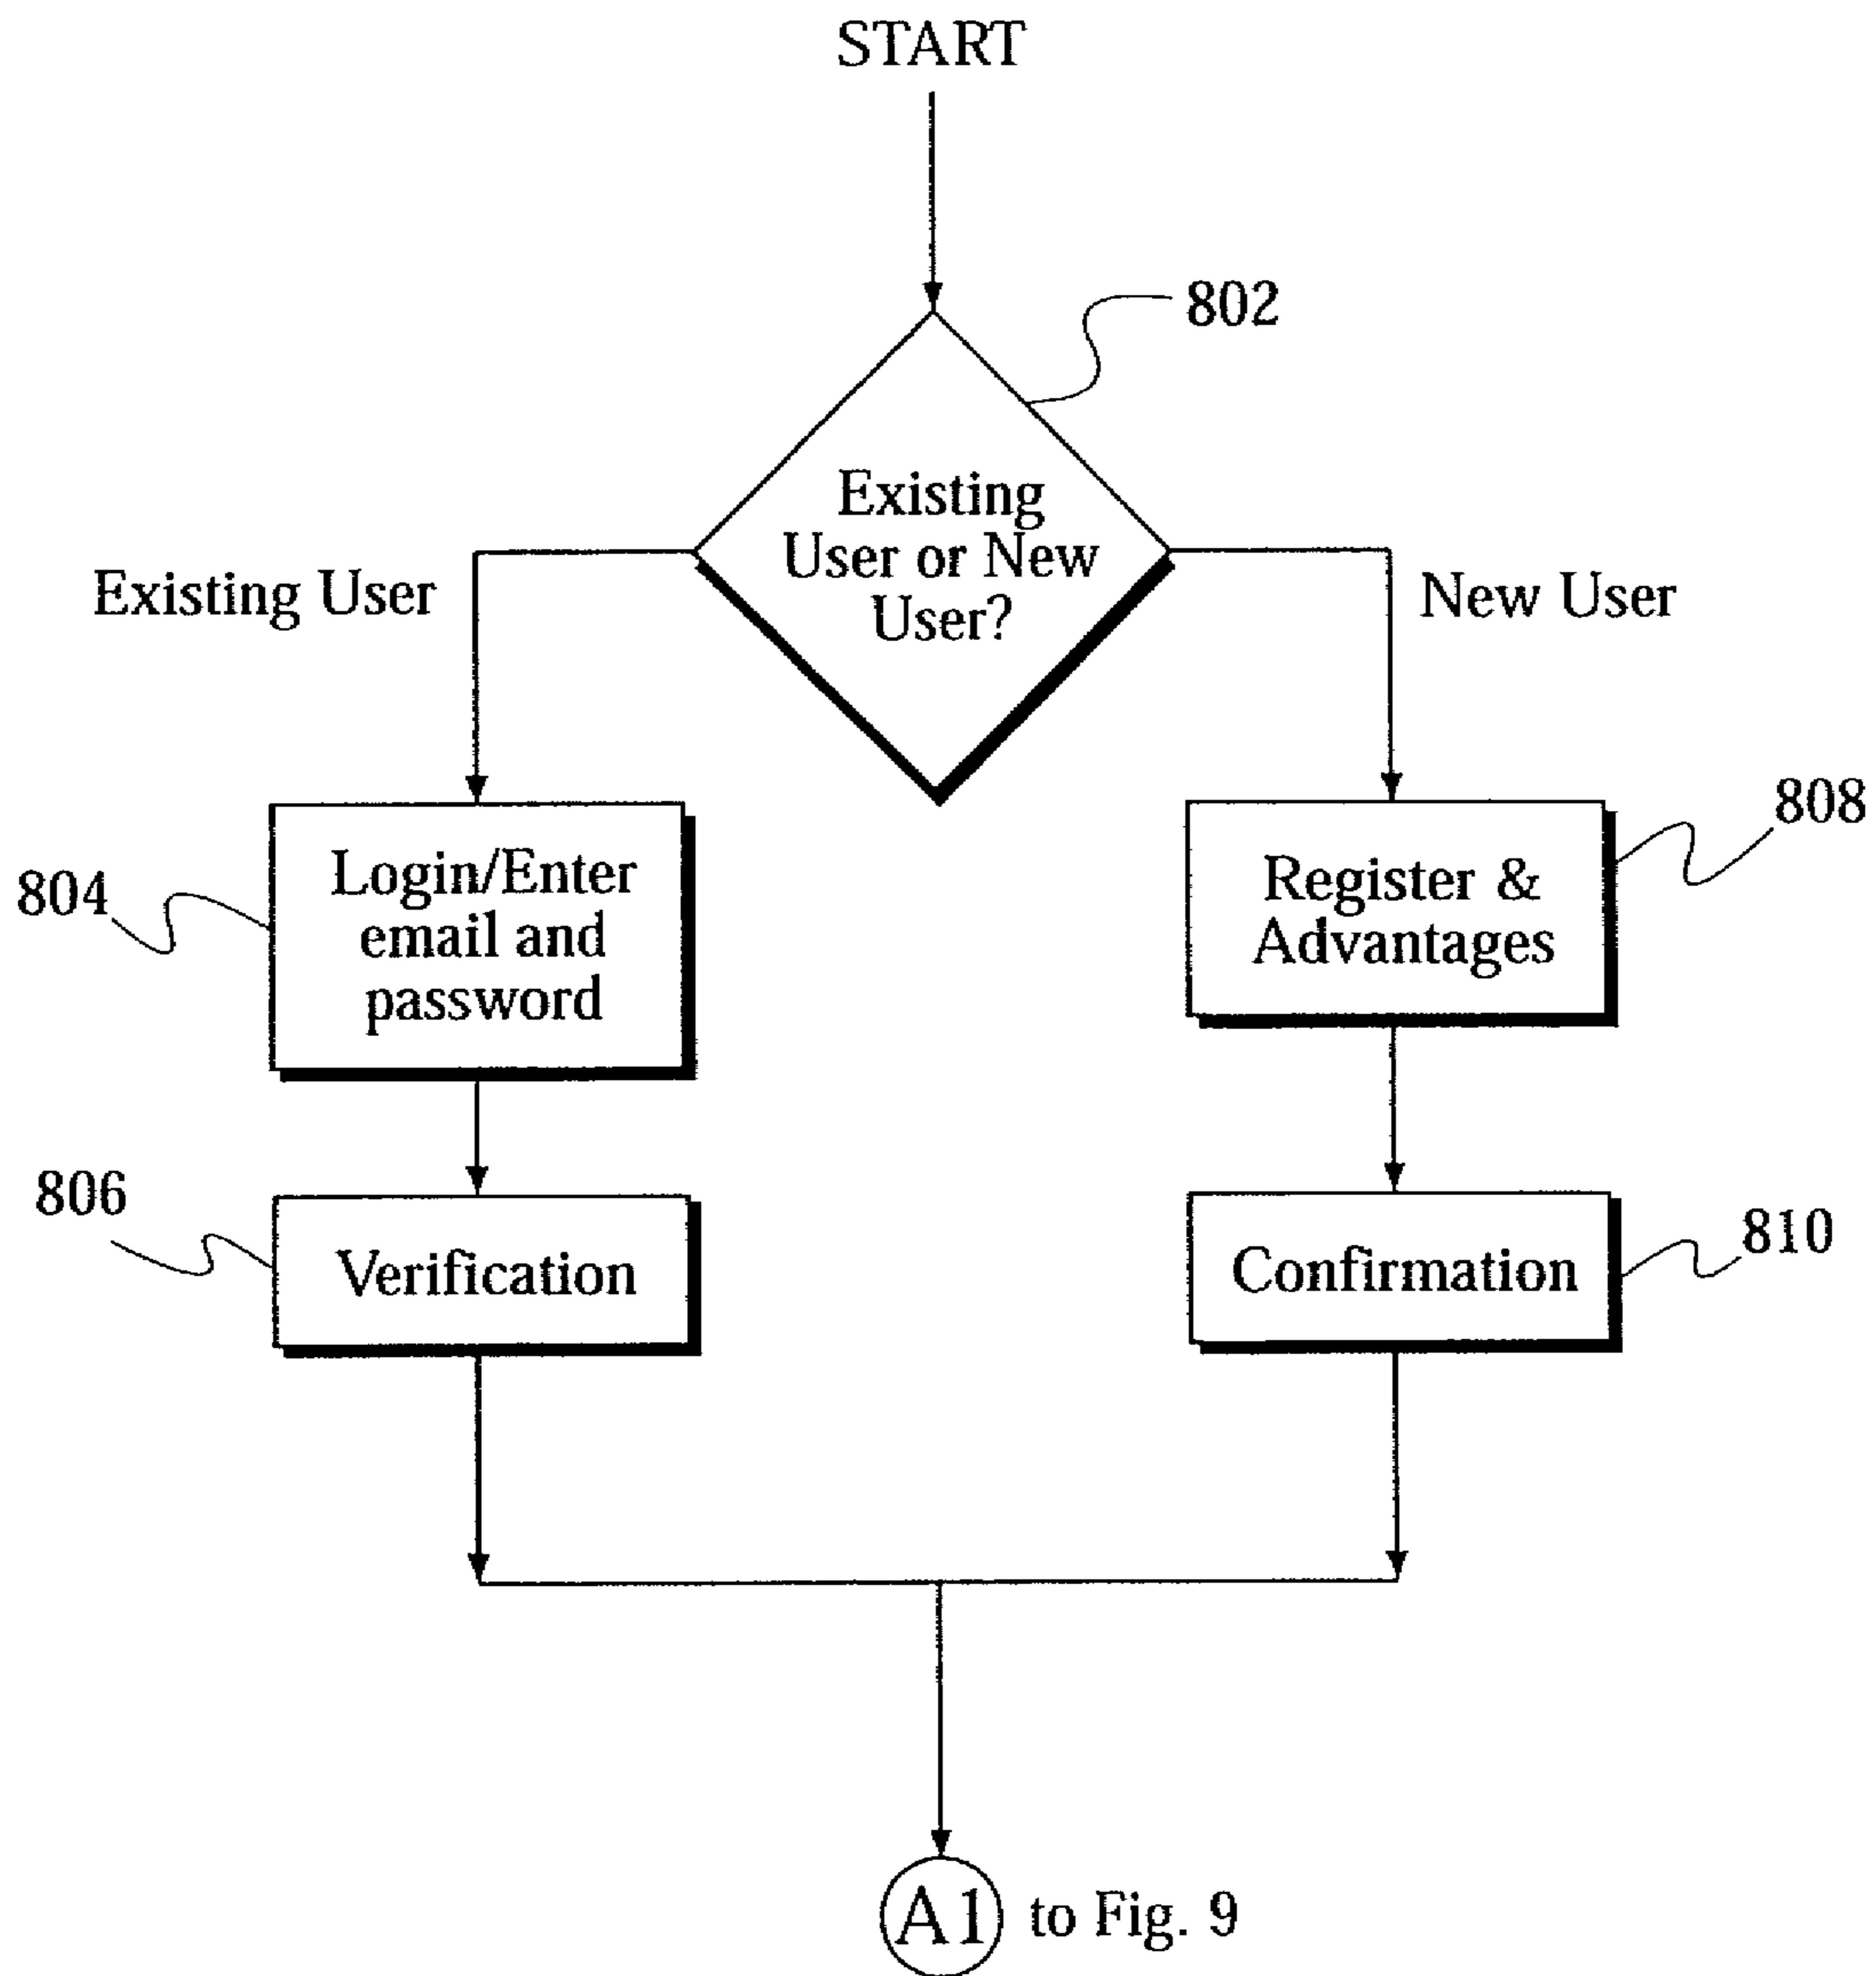 START
802
Existing
User or New
User?
Existing User
New User
804
Login/Enter
email and
password
808
Register &
Advantages
806
Verification
810
Confirmation
A1 to Fig. 9